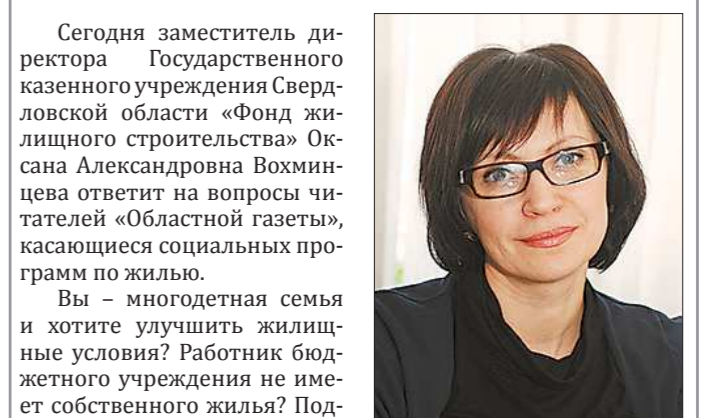 Сегодня заместитель ди-
ректора Государственного
казенного учреждения Сверд-
ловской области «Фонд жи-
лищного строительства» Ок-
сана Александровна Вохмин-
цева ответит на вопросы чи-
тателей «Областной газеты»,
касающиеся социальных про-
грамм по жилью.
Вы – многодетная семья
и хотите улучшить жилищ-
ные условия? Работник бюд-
жетного учреждения не име-
ет собственного жилья? Под-